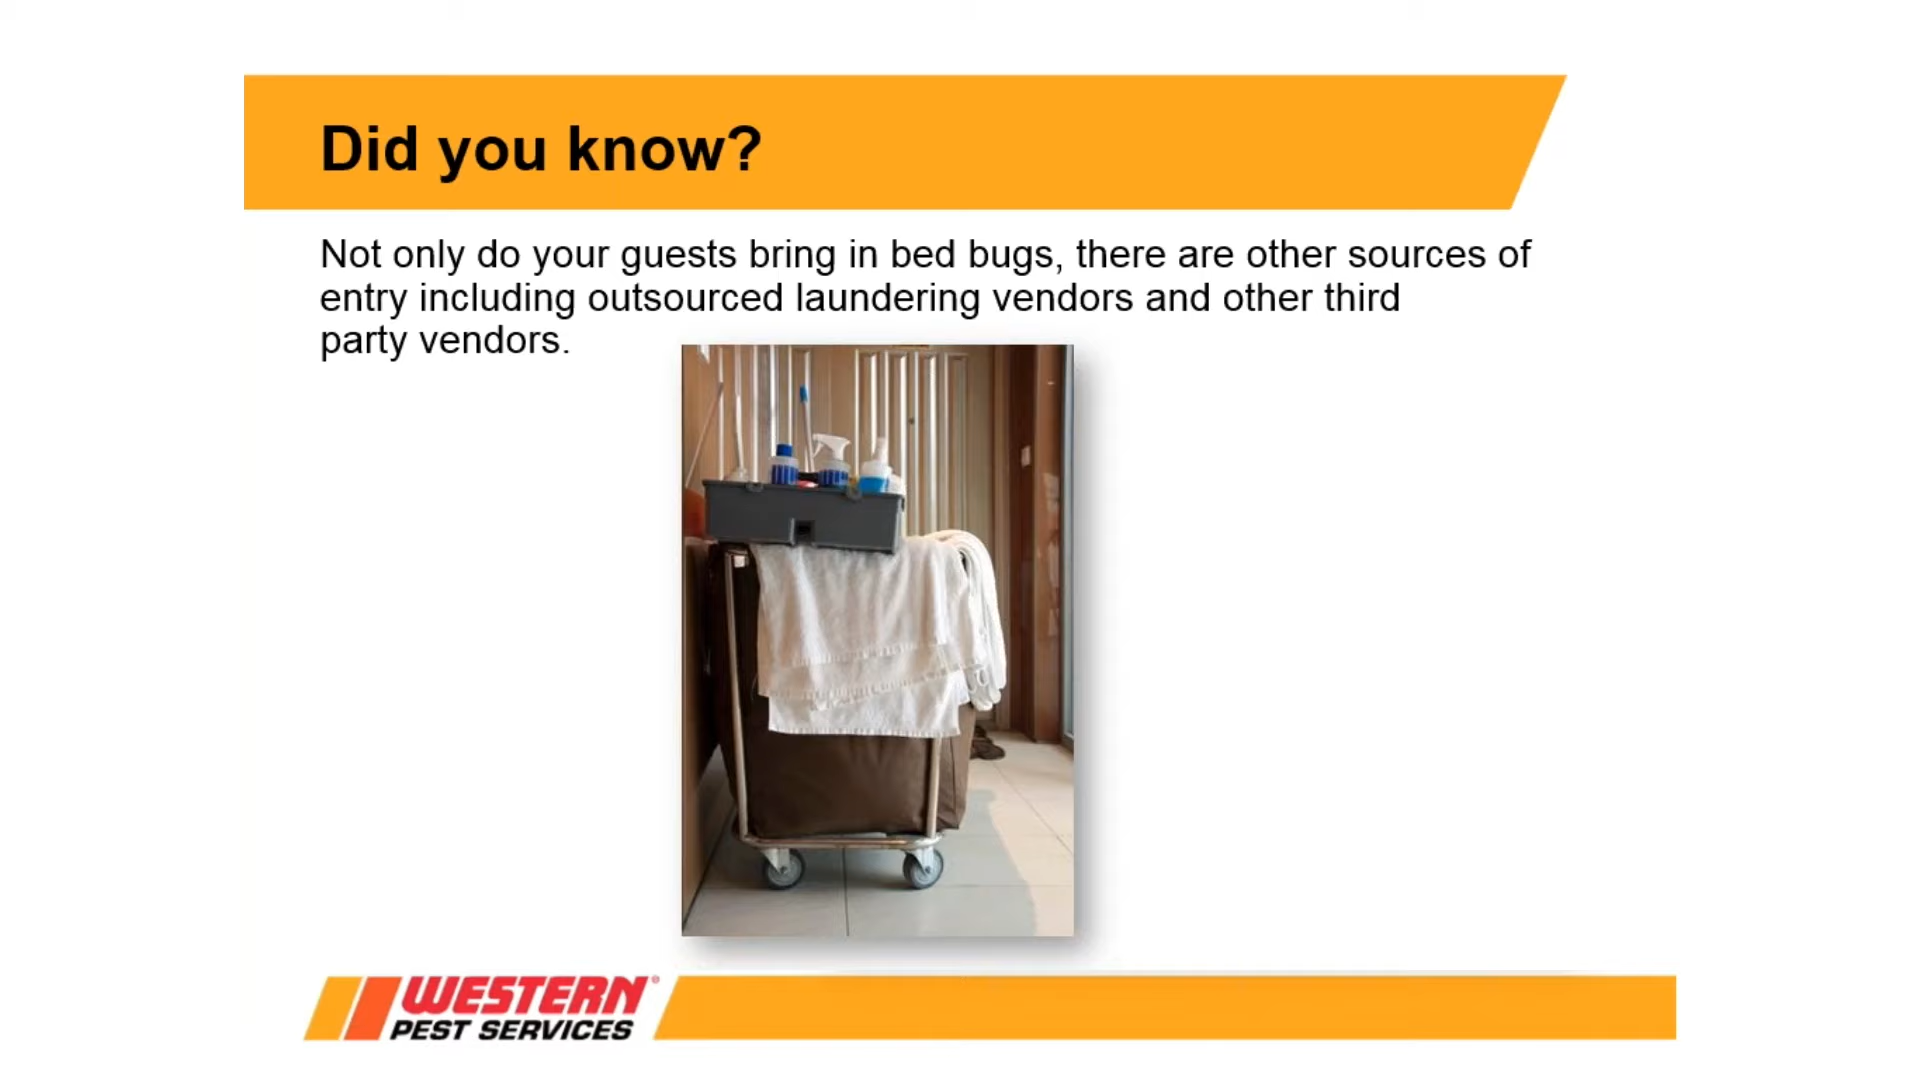 Did you know?
Not only do your guests bring in bed bugs, there are other sources of
entry including outsourced laundering vendors and other third
party vendors.
WESTERN®
PEST SERVICES